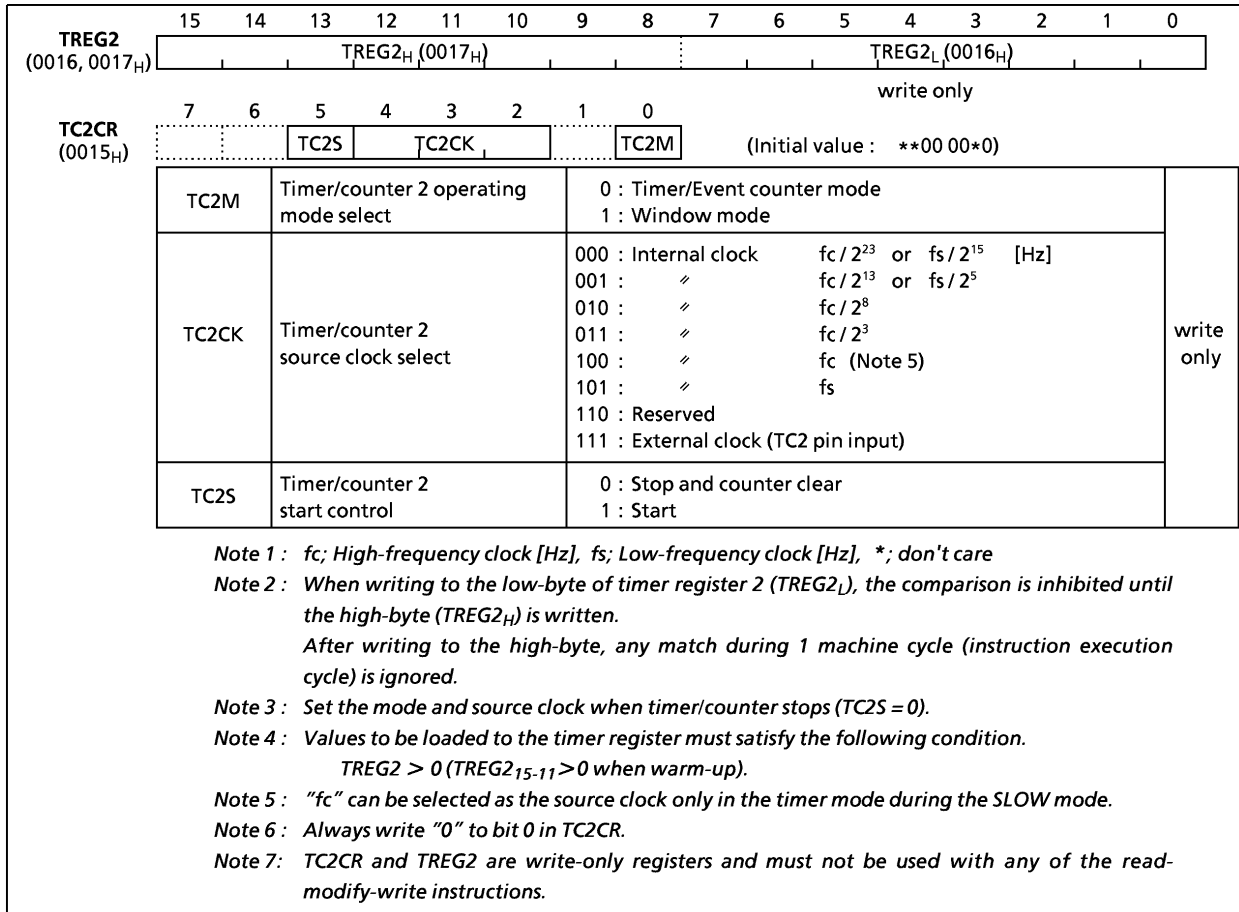 15 14 13 12 11 10 9 8 7 6 5 4 3 2 1 0
TREG2
(0016, 0017H)
TREG2H (0017H) TREG2L (0016H)
write only
7 6 5 4 3 2 1 0
TC2CR
(0015H)
TC2S TC2CK TC2M (Initial value : **00 00*0)
TC2M
Timer/counter 2 operating
mode select
0 : Timer/Event counter mode
1 : Window mode
TC2CK
Timer/counter 2
source clock select
000 : Internal clock fc / 2²³ or fs / 2¹⁵ [Hz]
001 : 〃 fc / 2¹³ or fs / 2⁵
010 : 〃 fc / 2⁸
011 : 〃 fc / 2³
100 : 〃 fc (Note 5)
101 : 〃 fs
110 : Reserved
111 : External clock (TC2 pin input)
write
only
TC2S
Timer/counter 2
start control
0 : Stop and counter clear
1 : Start
Note 1 : fc; High-frequency clock [Hz], fs; Low-frequency clock [Hz], *; don't care
Note 2 : When writing to the low-byte of timer register 2 (TREG2L), the comparison is inhibited until
the high-byte (TREG2H) is written.
After writing to the high-byte, any match during 1 machine cycle (instruction execution
cycle) is ignored.
Note 3 : Set the mode and source clock when timer/counter stops (TC2S = 0).
Note 4 : Values to be loaded to the timer register must satisfy the following condition.
TREG2 > 0 (TREG215-11 > 0 when warm-up).
Note 5 : "fc" can be selected as the source clock only in the timer mode during the SLOW mode.
Note 6 : Always write "0" to bit 0 in TC2CR.
Note 7: TC2CR and TREG2 are write-only registers and must not be used with any of the read-
modify-write instructions.